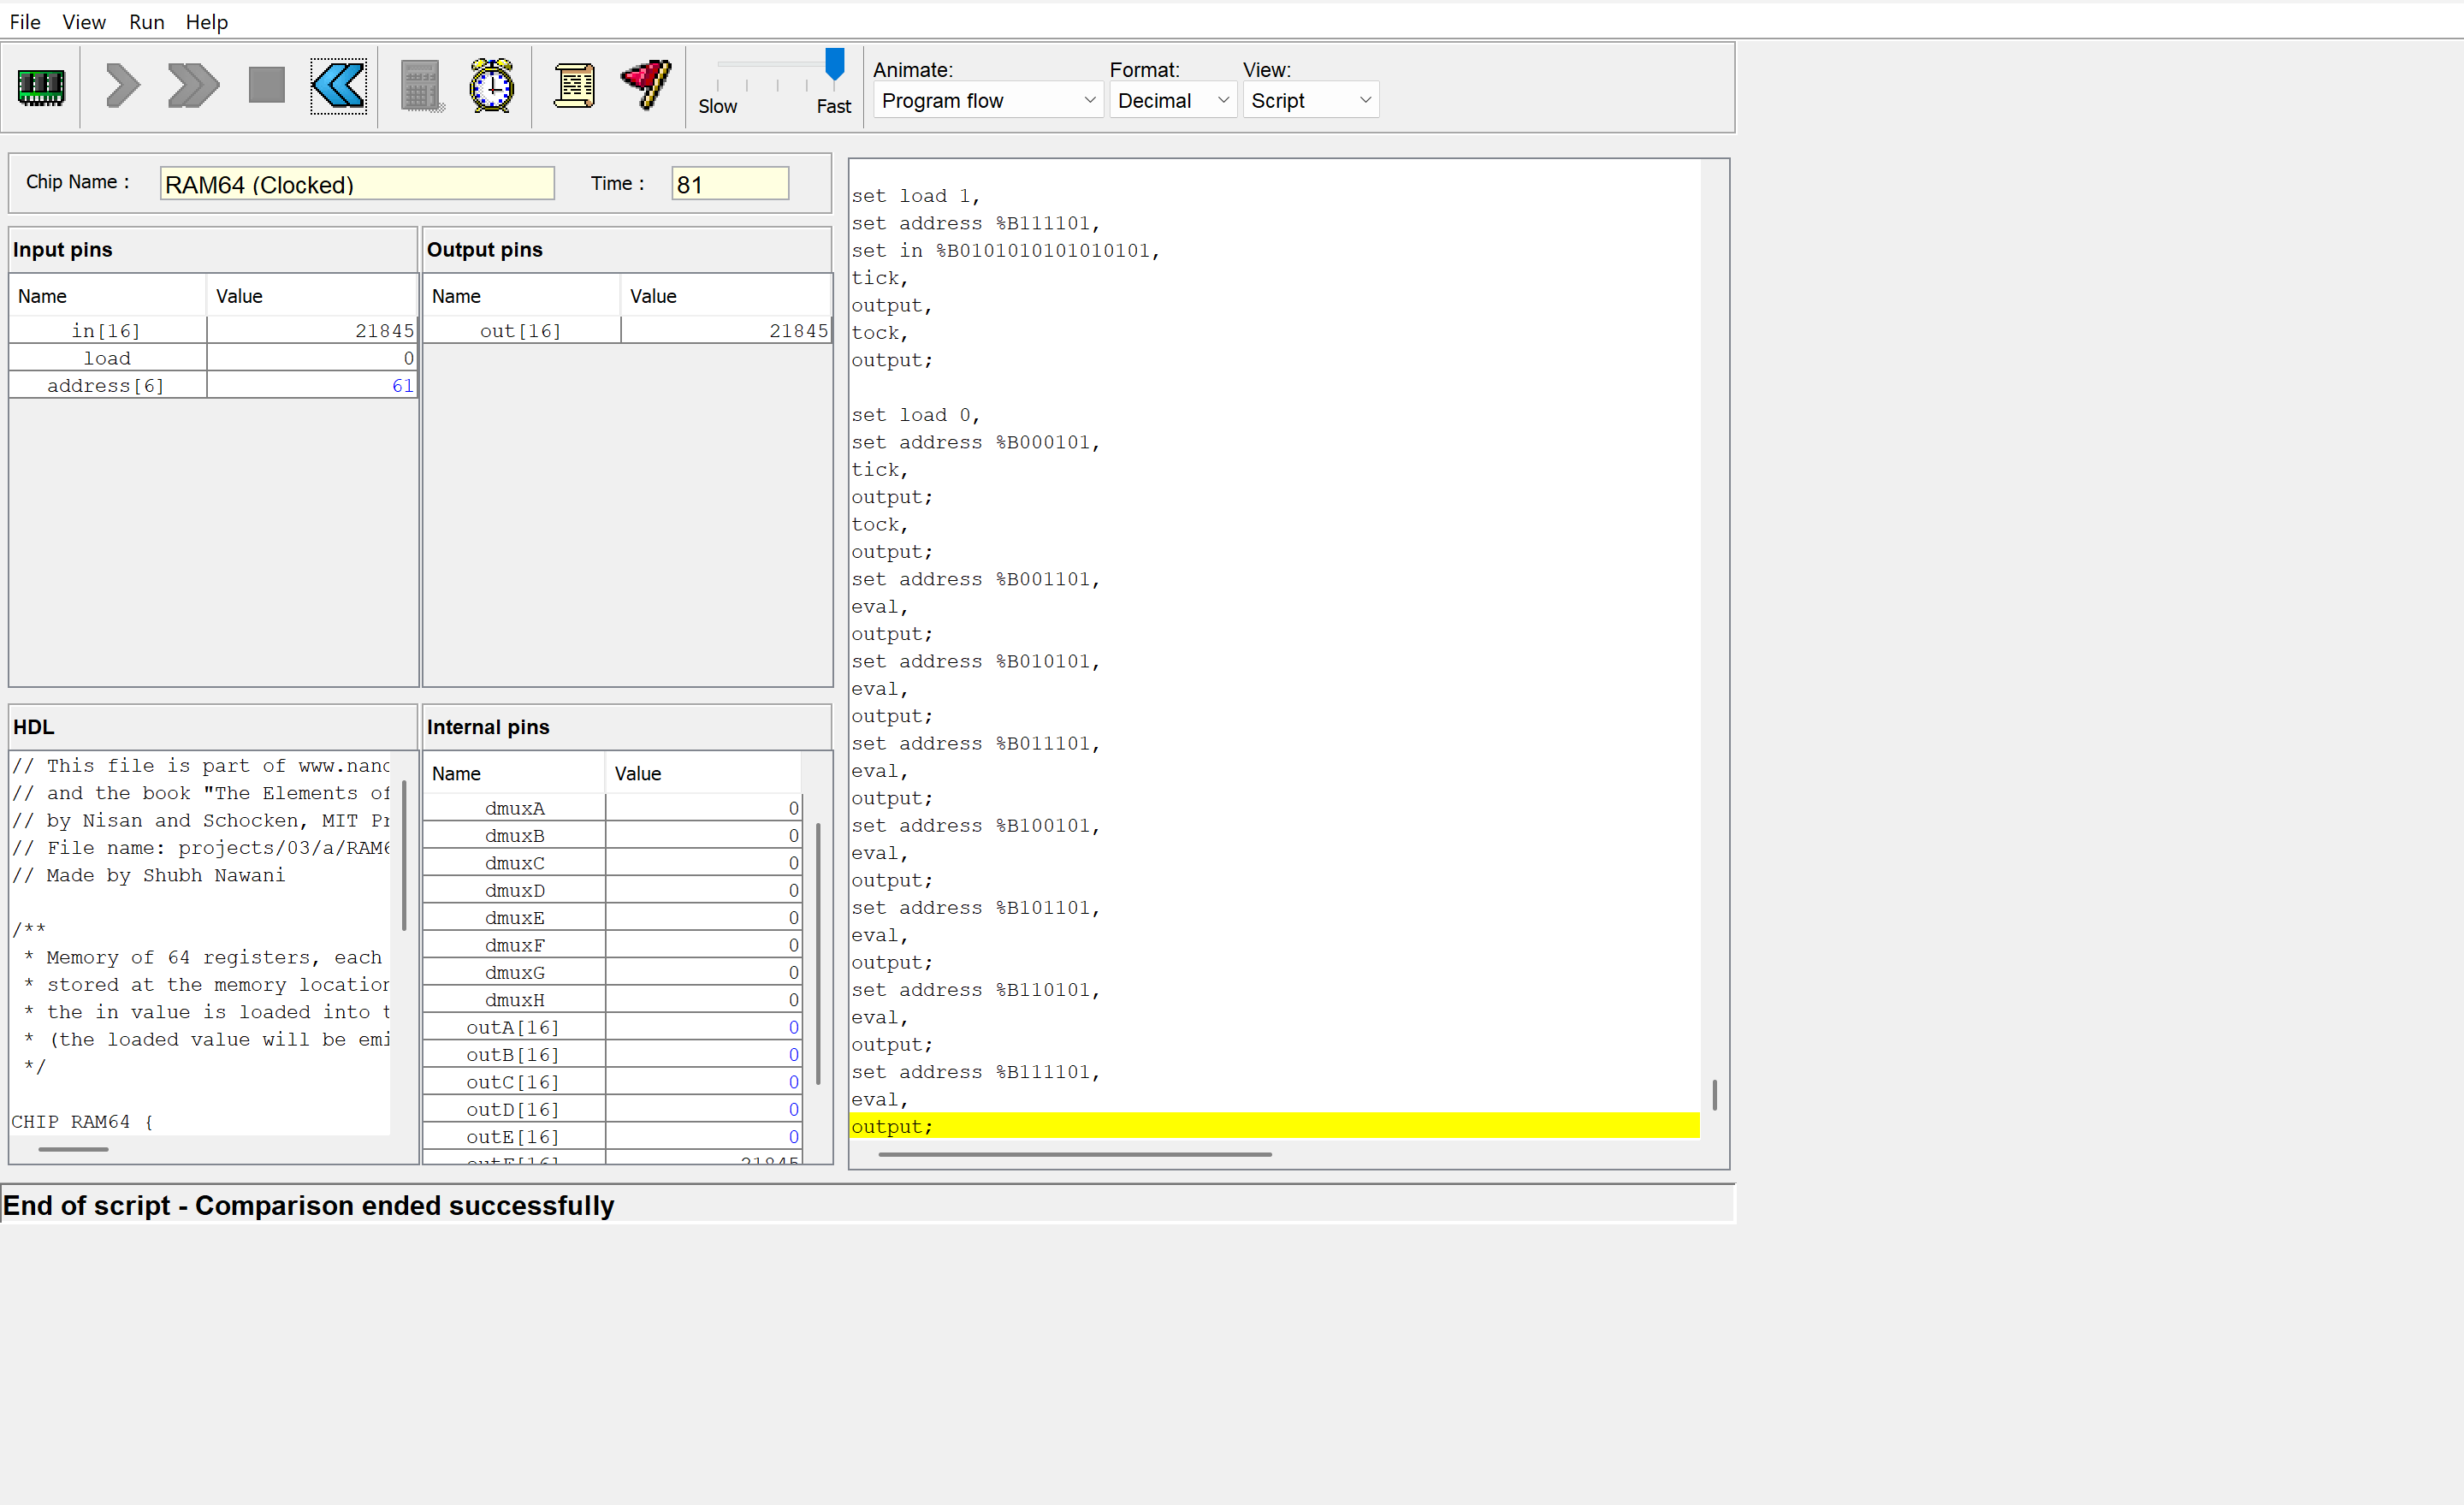 File View Run Help
Slow Fast
Animate: Format: View:
Program flow Decimal Script
Chip Name : RAM64 (Clocked) Time : 81
Input pins
Name Value
in[16] 21845
load 0
address[6] 61
Output pins
Name Value
out[16] 21845
HDL
// This file is part of www.nanc
// and the book "The Elements of
// by Nisan and Schocken, MIT Pr
// File name: projects/03/a/RAM6
// Made by Shubh Nawani
/**
* Memory of 64 registers, each
* stored at the memory location
* the in value is loaded into t
* (the loaded value will be emi
*/
CHIP RAM64 {
Internal pins
Name Value
dmuxA 0
dmuxB 0
dmuxC 0
dmuxD 0
dmuxE 0
dmuxF 0
dmuxG 0
dmuxH 0
outA[16] 0
outB[16] 0
outC[16] 0
outD[16] 0
outE[16] 0
outF[16] 21845
set load 1,
set address %B111101,
set in %B0101010101010101,
tick,
output,
tock,
output;
set load 0,
set address %B000101,
tick,
output;
tock,
output;
set address %B001101,
eval,
output;
set address %B010101,
eval,
output;
set address %B011101,
eval,
output;
set address %B100101,
eval,
output;
set address %B101101,
eval,
output;
set address %B110101,
eval,
output;
set address %B111101,
eval,
output;
End of script - Comparison ended successfully